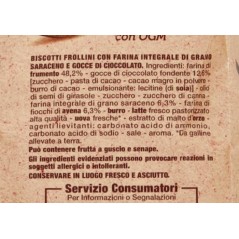 con OGM
BISCOTTI FROLLINI CON FARINA INTEGRALE DI GRANO
SARACENO E GOCCE DI CIOCCOLATO. Ingredienti: farina di
frumento 48,2% - gocce di cioccolato fondente 12,6%
[zucchero - pasta di cacao - cacao magro in polvere -
burro di cacao - emulsionante: lecitine (di soia)] - olio
di semi di girasole - zucchero - farina integrale di
grano saraceno 6,3% - zucchero di canna - farina di
fiocchi di avena 6,3% - burro - latte fresco pastorizzato
di alta qualità - uova fresche* - estratto di malto d'orzo -
agenti lievitanti: carbonato acido di ammonio,
carbonato acido di sodio - sale - aromi. *Da galline
allevate a terra.
Può contenere frutta a guscio e senape.
Gli ingredienti evidenziati possono provocare reazioni in
soggetti allergici o intolleranti.
CONSERVARE IN LUOGO FRESCO E ASCIUTTO.
Servizio Consumatori
Per Informazioni o Segnalazioni